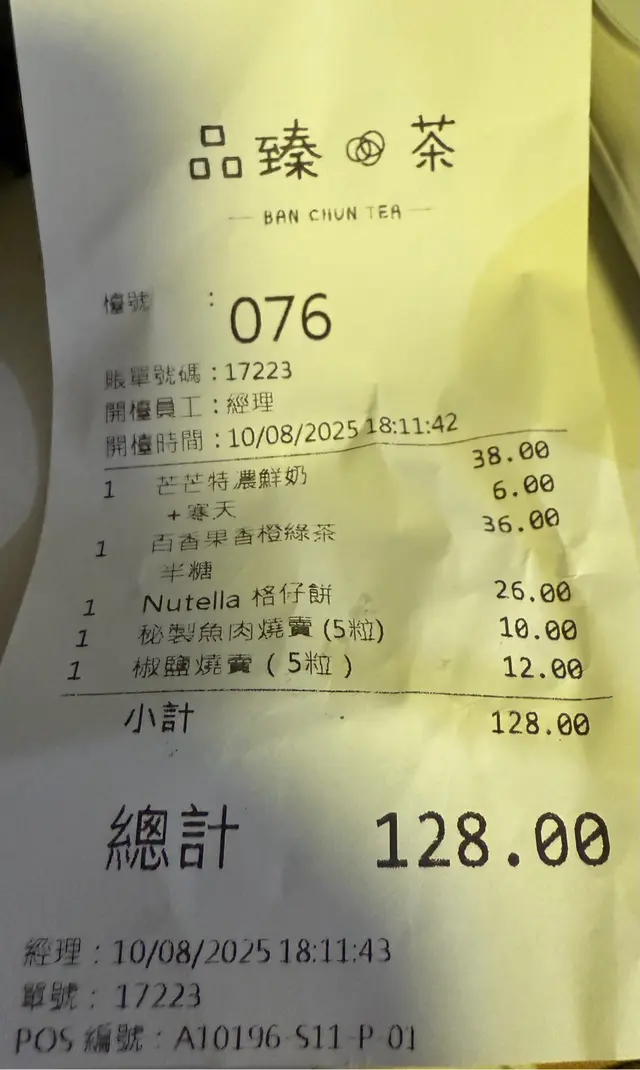 品臻茶
BAN CHUN TEA
檯號 : 076
賬單號碼 : 17223
開檯員工 : 經理
開檯時間 : 10/08/2025 18:11:42
1 芒芒特濃鮮奶 38.00
+寒天 6.00
1 百香果香橙綠茶 36.00
半糖
1 Nutella 格仔餅 26.00
1 秘製魚肉燒賣 (5粒) 10.00
1 椒鹽燒賣 ( 5粒 ) 12.00
小計 128.00
總計 128.00
經理 : 10/08/2025 18:11:43
單號 : 17223
POS 編號 : A10196-S11-P-01